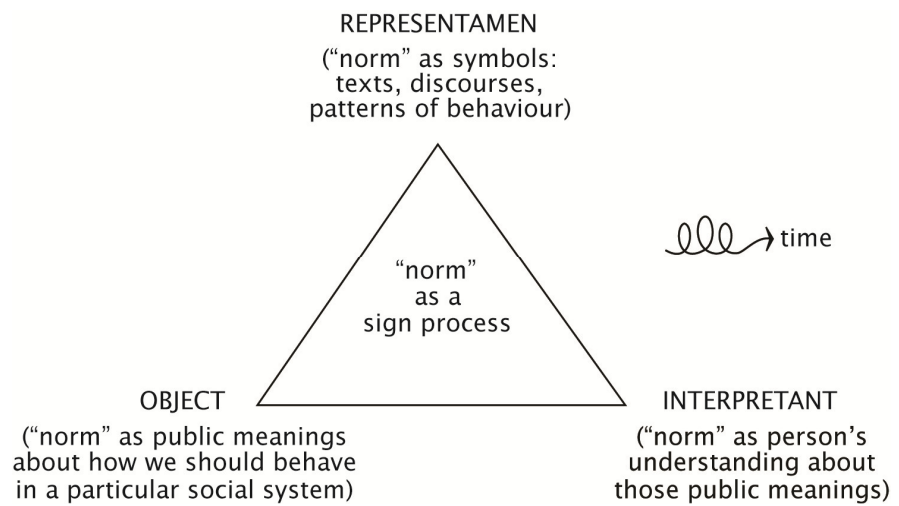 REPRESENTAMEN
(“norm” as symbols:
texts, discourses,
patterns of behaviour)
time
“norm”
as a
sign process
OBJECT
(“norm” as public meanings
about how we should behave
in a particular social system)
INTERPRETANT
(“norm” as person’s
understanding about
those public meanings)